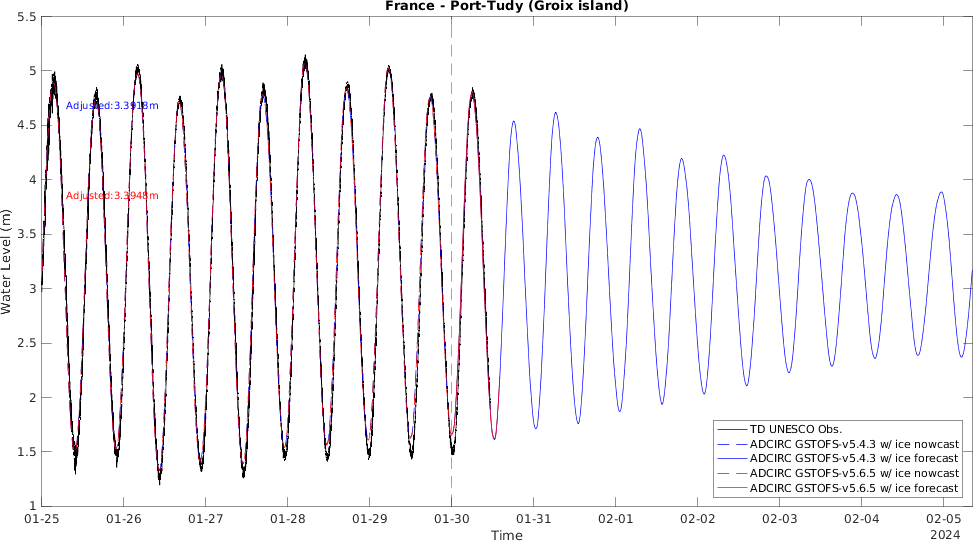 France - Port-Tudy (Groix island)
5.5
5
4.5
4
3.5
3
2.5
2
1.5
1
Water Level (m)
Adjusted:3.3918m
Adjusted:3.3948m
TD UNESCO Obs.
ADCIRC GSTOFS-v5.4.3 w/ ice nowcast
ADCIRC GSTOFS-v5.4.3 w/ ice forecast
ADCIRC GSTOFS-v5.6.5 w/ ice nowcast
ADCIRC GSTOFS-v5.6.5 w/ ice forecast
01-25 01-26 01-27 01-28 01-29 01-30 01-31 02-01 02-02 02-03 02-04 02-05
2024
Time